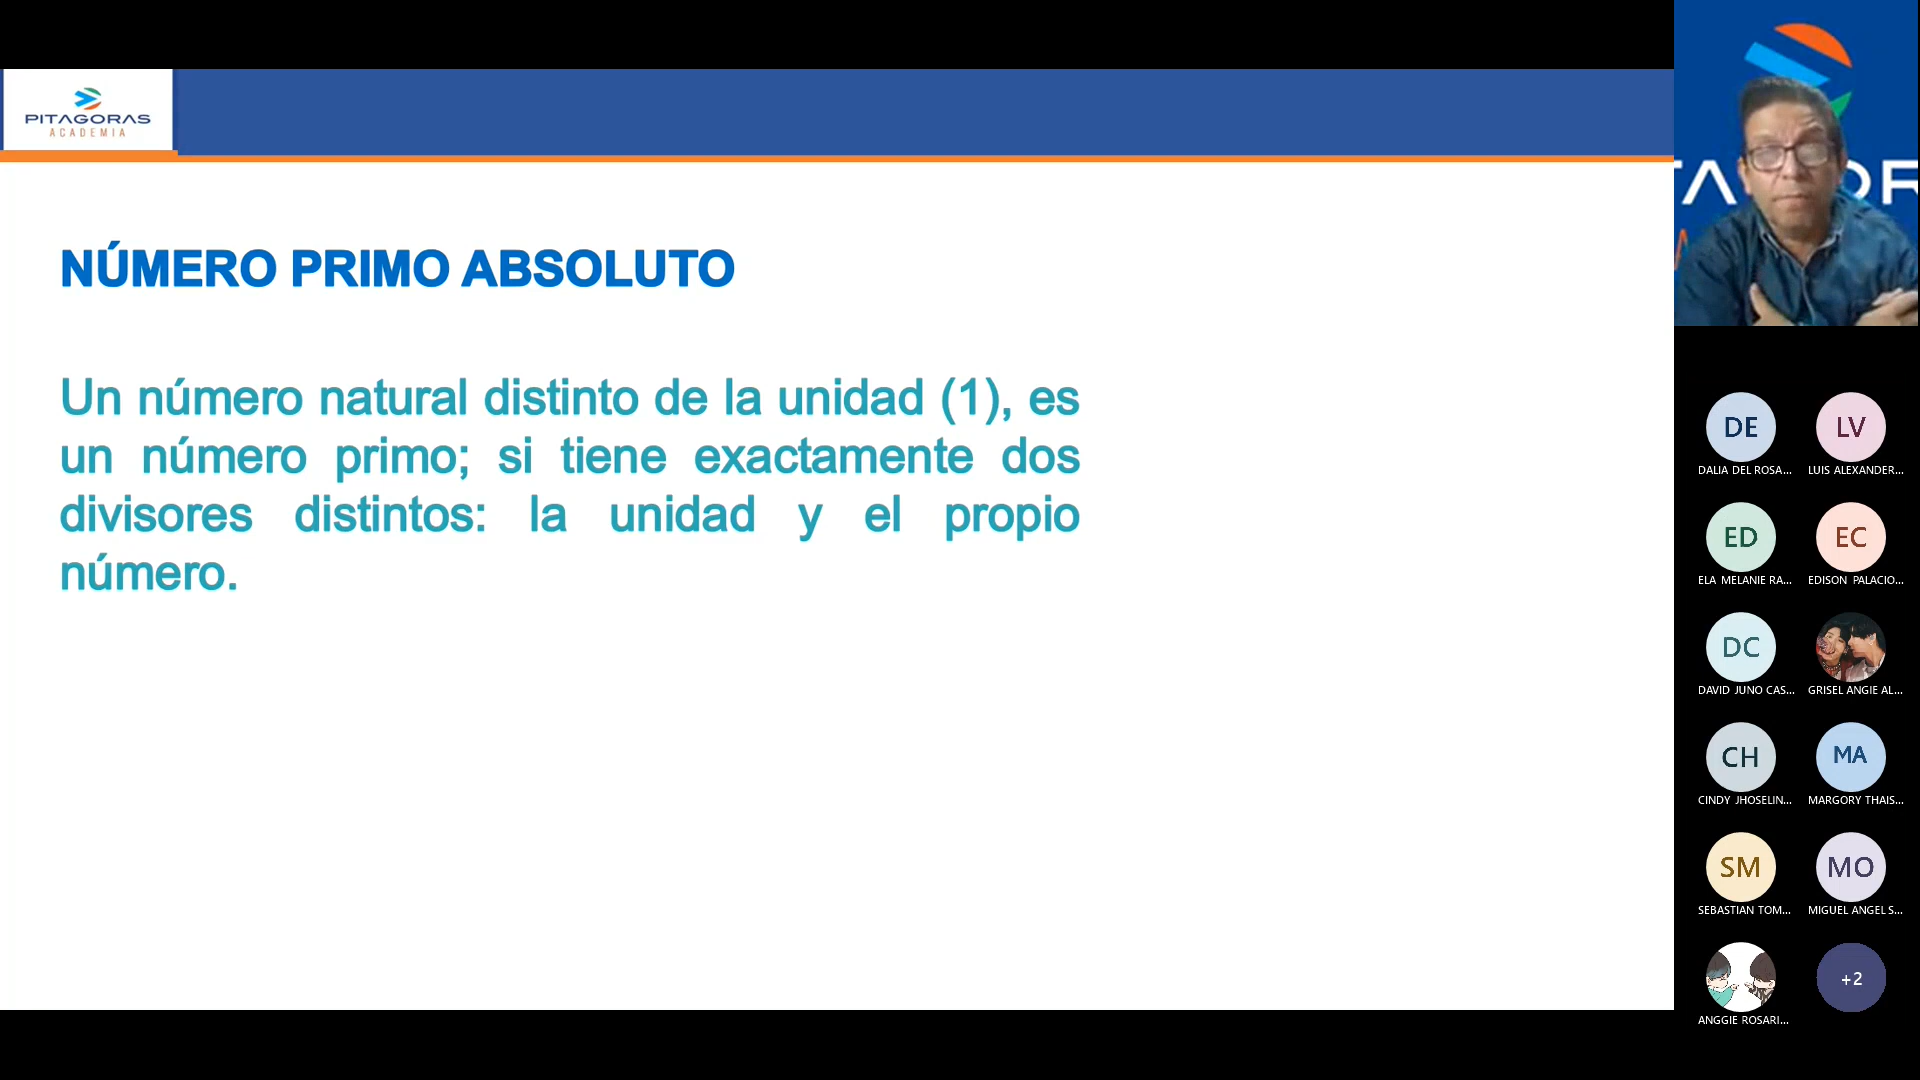 PITAGORAS
ACADEMIA
NÚMERO PRIMO ABSOLUTO
Un número natural distinto de la unidad (1), es
un número primo; si tiene exactamente dos
divisores distintos: la unidad y el propio
número.
DE
LV
DALIA DEL ROSA...
LUIS ALEXANDER...
ED
EC
ELA MELANIE RA...
EDISON PALACIO...
DC
DAVID JUNO CAS...
GRISEL ANGIE AL...
CH
MA
CINDY JHOSELIN...
MARGORY THAIS...
SM
MO
SEBASTIAN TOM...
MIGUEL ANGEL S...
+2
ANGGIE ROSARI...